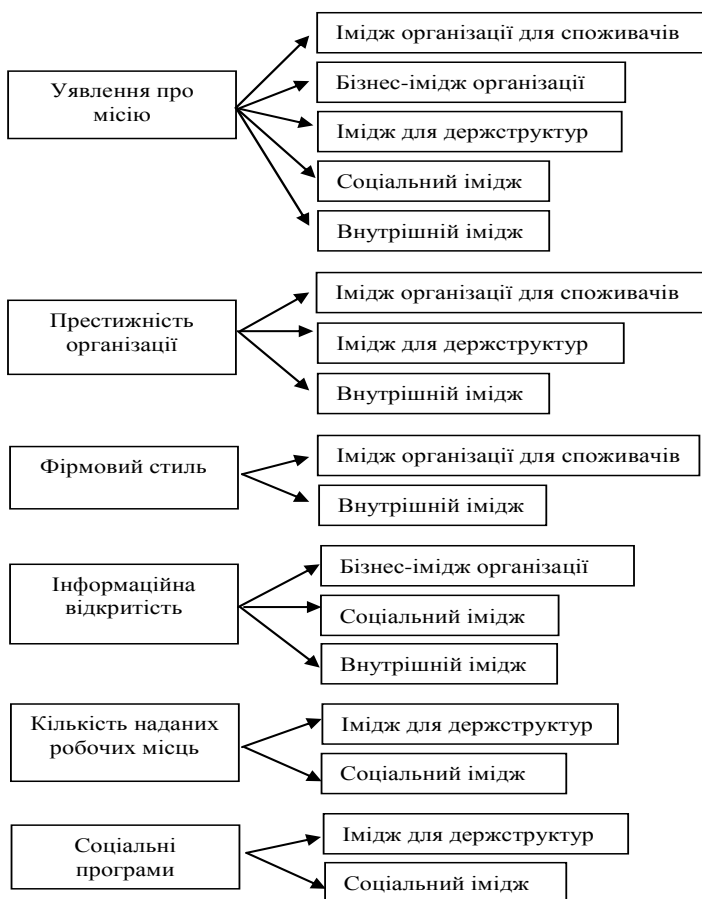 Уявлення про
місію
Імідж організації для споживачів
Бізнес-імідж організації
Імідж для держструктур
Соціальний імідж
Внутрішній імідж
Престижність
організації
Імідж організації для споживачів
Імідж для держструктур
Внутрішній імідж
Фірмовий стиль
Імідж організації для споживачів
Внутрішній імідж
Інформаційна
відкритість
Бізнес-імідж організації
Соціальний імідж
Внутрішній імідж
Кількість наданих
робочих місць
Імідж для держструктур
Соціальний імідж
Соціальні
програми
Імідж для держструктур
Соціальний імідж